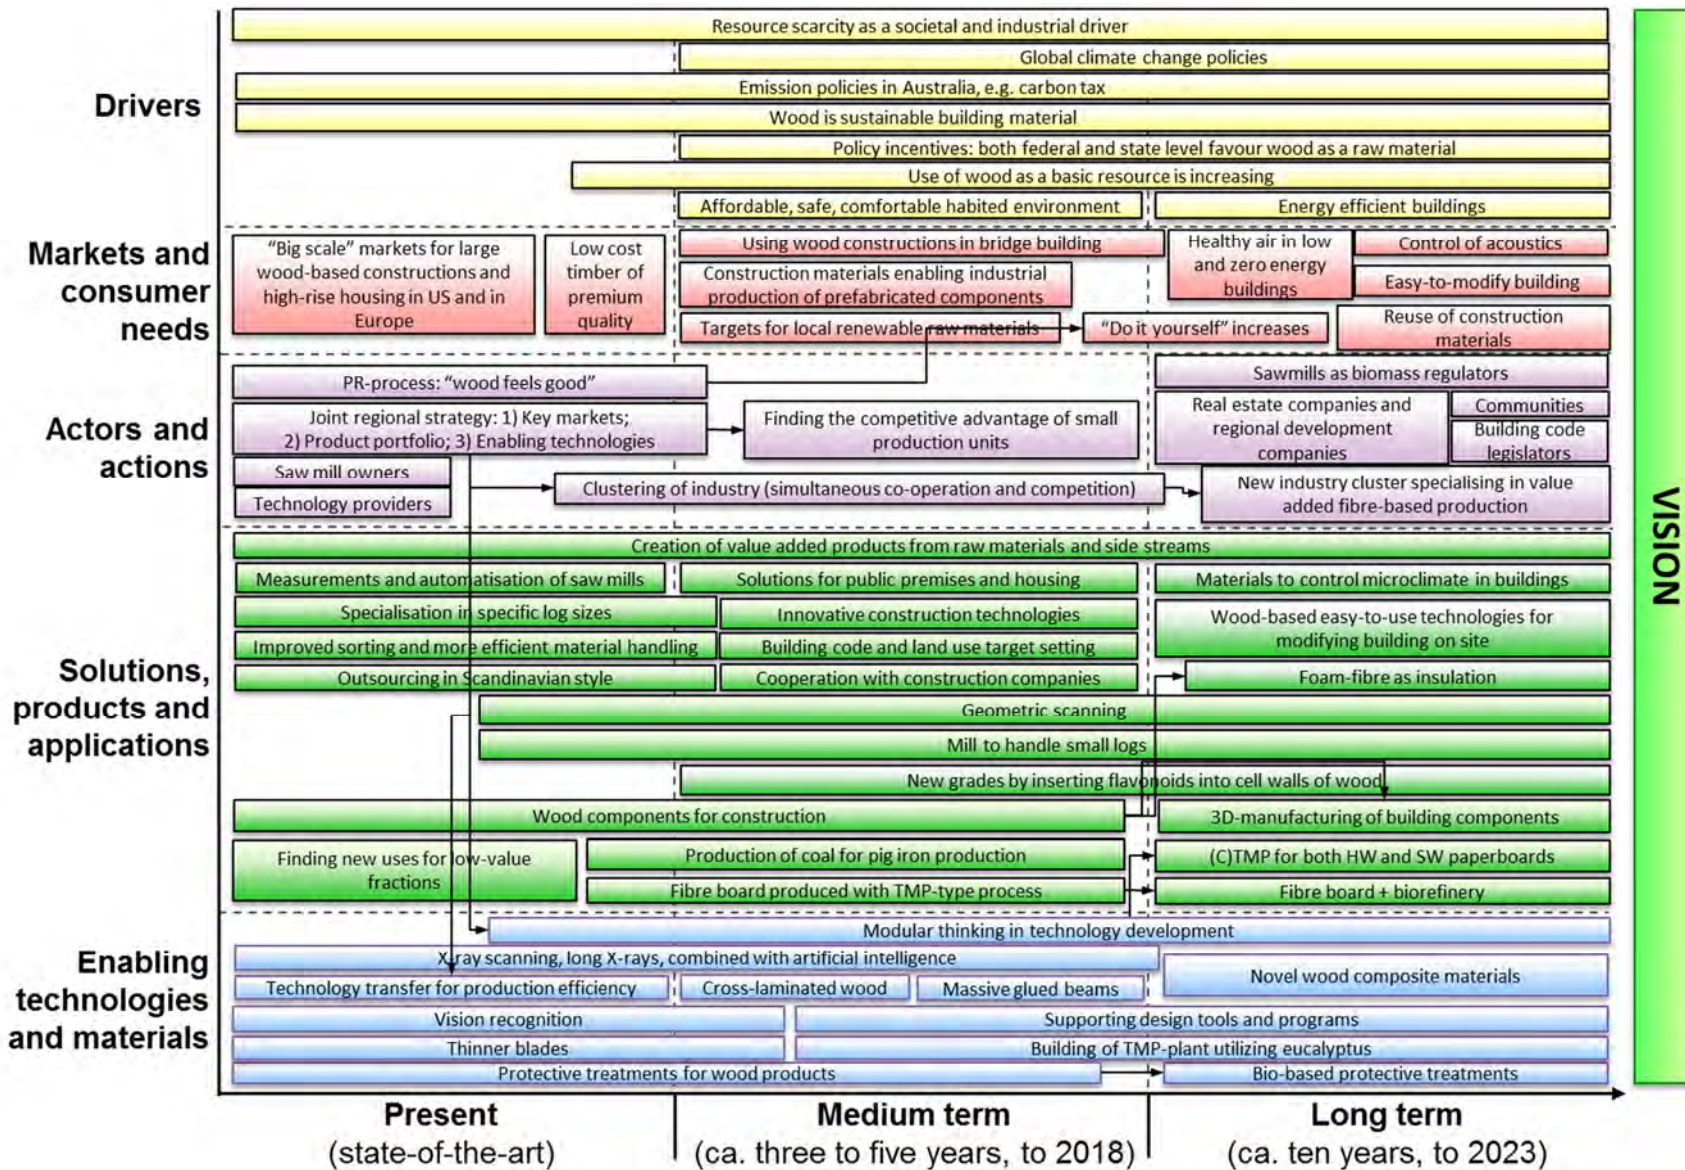 Drivers
Resource scarcity as a societal and industrial driver
Global climate change policies
Emission policies in Australia, e.g. carbon tax
Wood is sustainable building material
Policy incentives: both federal and state level favour wood as a raw material
Use of wood as a basic resource is increasing
Affordable, safe, comfortable habited environment
Energy efficient buildings
Markets and
consumer
needs
“Big scale” markets for large
wood-based constructions and
high-rise housing in US and in
Europe
Low cost
timber of
premium
quality
Using wood constructions in bridge building
Construction materials enabling industrial
production of prefabricated components
Targets for local renewable raw materials
“Do it yourself” increases
Healthy air in low
and zero energy
buildings
Control of acoustics
Easy-to-modify building
Reuse of construction
materials
Actors and
actions
PR-process: “wood feels good”
Joint regional strategy: 1) Key markets;
2) Product portfolio; 3) Enabling technologies
Saw mill owners
Technology providers
Finding the competitive advantage of small
production units
Clustering of industry (simultaneous co-operation and competition)
Sawmills as biomass regulators
Real estate companies and
regional development
companies
Communities
Building code
legislators
New industry cluster specialising in value
added fibre-based production
Solutions,
products and
applications
Creation of value added products from raw materials and side streams
Measurements and automatisation of saw mills
Solutions for public premises and housing
Materials to control microclimate in buildings
Specialisation in specific log sizes
Innovative construction technologies
Wood-based easy-to-use technologies for
modifying building on site
Improved sorting and more efficient material handling
Building code and land use target setting
Outsourcing in Scandinavian style
Cooperation with construction companies
Foam-fibre as insulation
Geometric scanning
Mill to handle small logs
New grades by inserting flavonoids into cell walls of wood
Wood components for construction
3D-manufacturing of building components
Finding new uses for low-value
fractions
Production of coal for pig iron production
(C)TMP for both HW and SW paperboards
Fibre board produced with TMP-type process
Fibre board + biorefinery
Enabling
technologies
and materials
Modular thinking in technology development
X-ray scanning, long X-rays, combined with artificial intelligence
Novel wood composite materials
Technology transfer for production efficiency
Cross-laminated wood
Massive glued beams
Vision recognition
Supporting design tools and programs
Thinner blades
Building of TMP-plant utilizing eucalyptus
Protective treatments for wood products
Bio-based protective treatments
Present
(state-of-the-art)
Medium term
(ca. three to five years, to 2018)
Long term
(ca. ten years, to 2023)
VISION